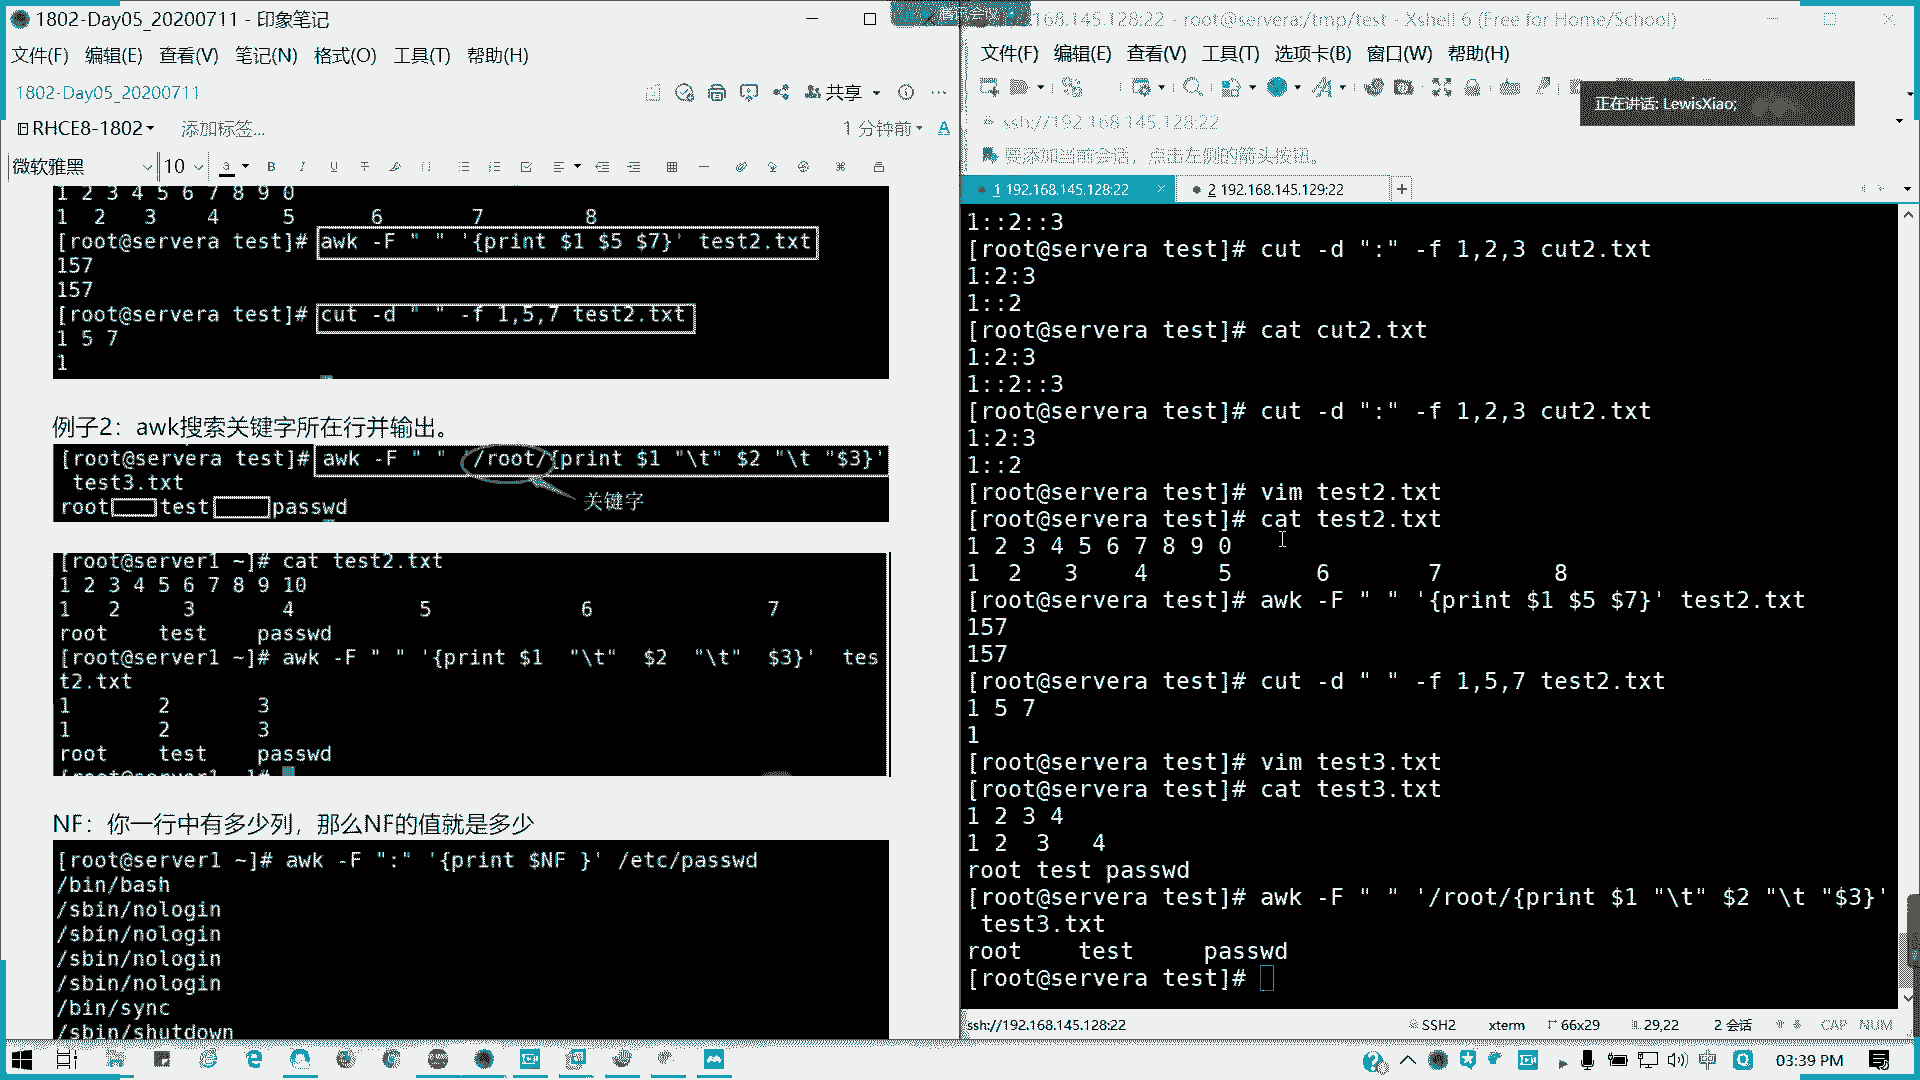 1802-Day05_20200711 - 印象笔记
文件(F) 编辑(E) 查看(V) 笔记(N) 格式(O) 工具(T) 帮助(H)
1802-Day05_20200711
共享
RHCE8-1802
添加标签...
1 分钟前
微软雅黑 10
1 2 3 4 5 6 7 8 9 0
1 2 3 4 5 6 7 8
[root@servera test]# awk -F " " '{print $1 $5 $7}' test2.txt
157
157
[root@servera test]# cut -d " " -f 1,5,7 test2.txt
1 5 7
1
例子2：awk搜索关键字所在行并输出。
[root@servera test]# awk -F " " '/root/{print $1 "\t" $2 "\t "$3}'
test3.txt
root test passwd
关键字
[root@server1 ~]# cat test2.txt
1 2 3 4 5 6 7 8 9 10
1 2 3 4 5 6 7
root test passwd
[root@server1 ~]# awk -F " " '{print $1 "\t" $2 "\t" $3}' tes
t2.txt
1 2 3
1 2 3
root test passwd
NF：你一行中有多少列，那么NF的值就是多少
[root@server1 ~]# awk -F ":" '{print $NF }' /etc/passwd
/bin/bash
/sbin/nologin
/sbin/nologin
/sbin/nologin
/sbin/nologin
/bin/sync
/sbin/shutdown
168.145.128:22 - root@servera:/tmp/test - Xshell 6 (Free for Home/School)
文件(F) 编辑(E) 查看(V) 工具(T) 选项卡(B) 窗口(W) 帮助(H)
正在讲话: LewisXiao;
ssh://192.168.145.128:22
要添加当前会话，点击左侧的箭头按钮。
1 192.168.145.128:22
2 192.168.145.129:22
1::2::3
[root@servera test]# cut -d ":" -f 1,2,3 cut2.txt
1:2:3
1::2
[root@servera test]# cat cut2.txt
1:2:3
1::2::3
[root@servera test]# cut -d ":" -f 1,2,3 cut2.txt
1:2:3
1::2
[root@servera test]# vim test2.txt
[root@servera test]# cat test2.txt
1 2 3 4 5 6 7 8 9 0
1 2 3 4 5 6 7 8
[root@servera test]# awk -F " " '{print $1 $5 $7}' test2.txt
157
157
[root@servera test]# cut -d " " -f 1,5,7 test2.txt
1 5 7
1
[root@servera test]# vim test3.txt
[root@servera test]# cat test3.txt
1 2 3 4
1 2 3 4
root test passwd
[root@servera test]# awk -F " " '/root/{print $1 "\t" $2 "\t "$3}'
test3.txt
root test passwd
[root@servera test]#
ssh://192.168.145.128:22 SSH2 xterm 66x29 29,22 2 会话 CAP NUM
中 03:39 PM